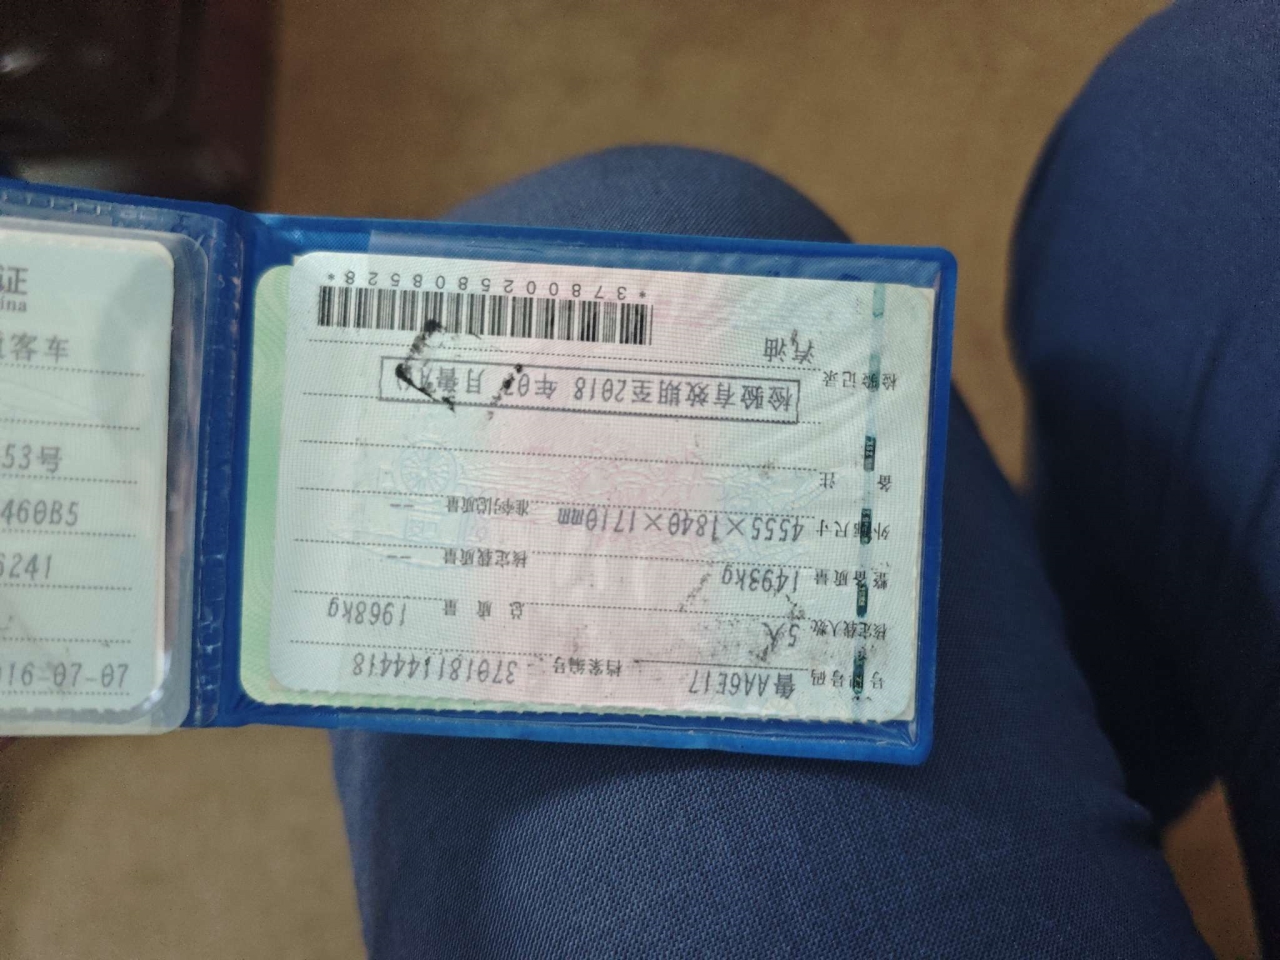 证
ina
客车
53号
460B5
6241
16-07-07
号牌号码 鲁AA6E17 档案编号 370181144418
核定载人数 5人 总质量 1968kg
整备质量 1493kg 核定载质量 --
外廓尺寸 4555×1840×1710mm 准牵引总质量 --
备注
检验记录
检验有效期至2018年07月鲁A
汽油
*3780025808528*